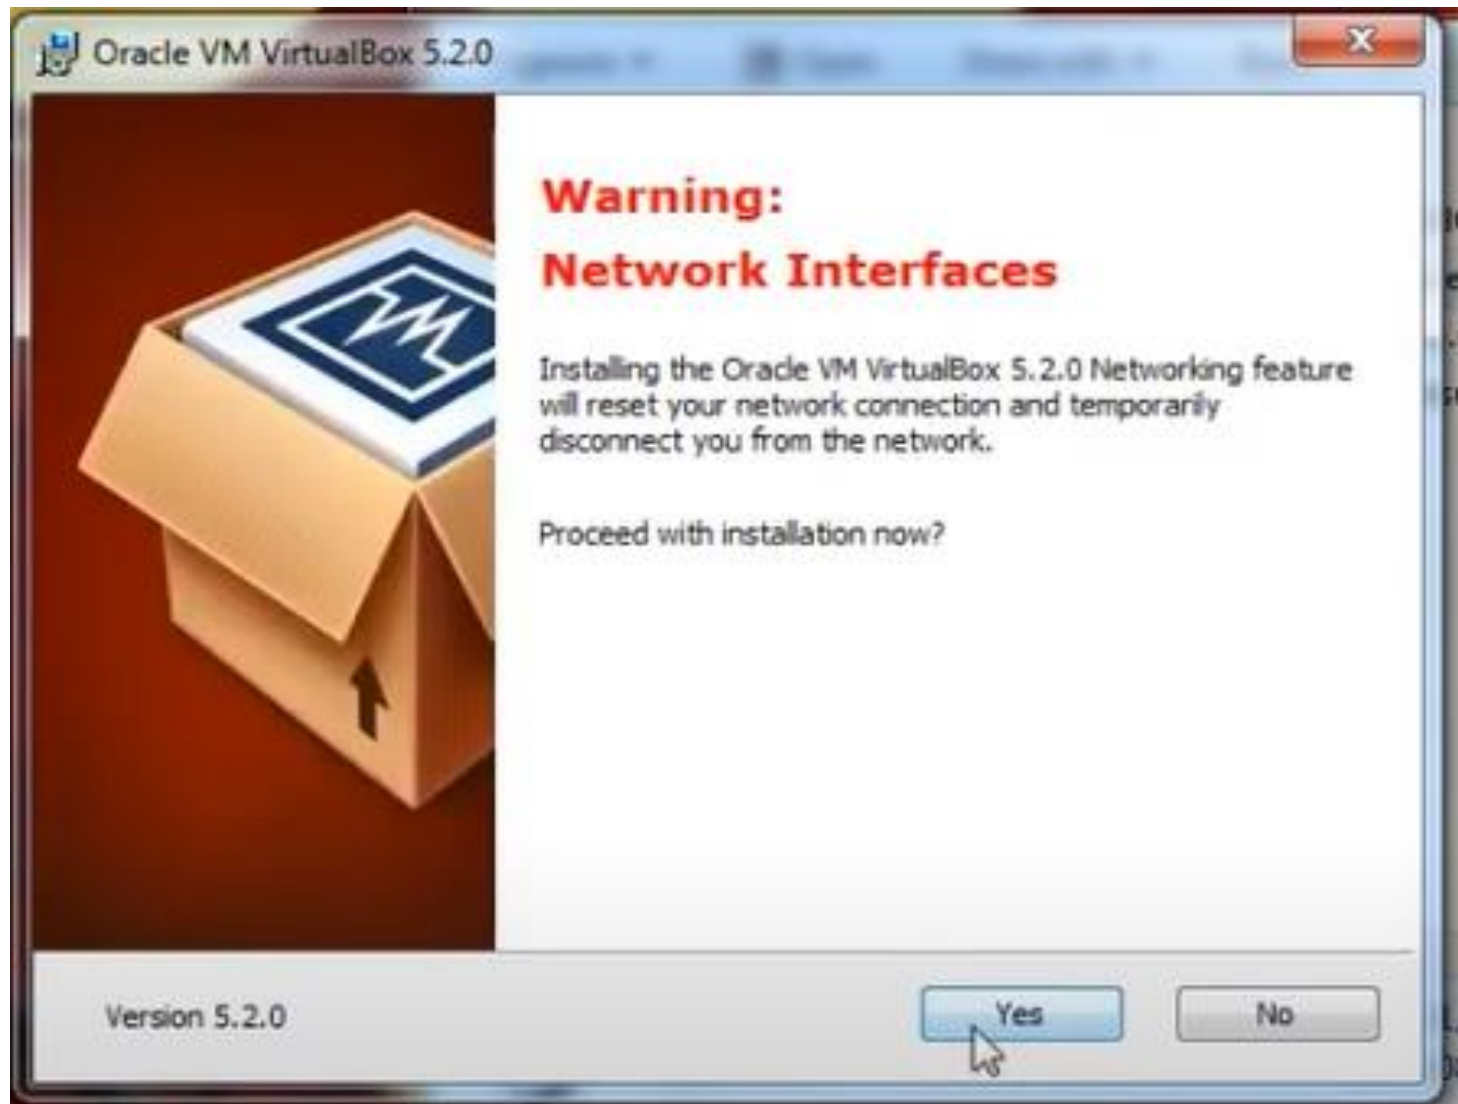 Oracle VM VirtualBox 5.2.0
Warning:
Network Interfaces
Installing the Oracle VM VirtualBox 5.2.0 Networking feature
will reset your network connection and temporarily
disconnect you from the network.
Proceed with installation now?
Version 5.2.0
Yes
No